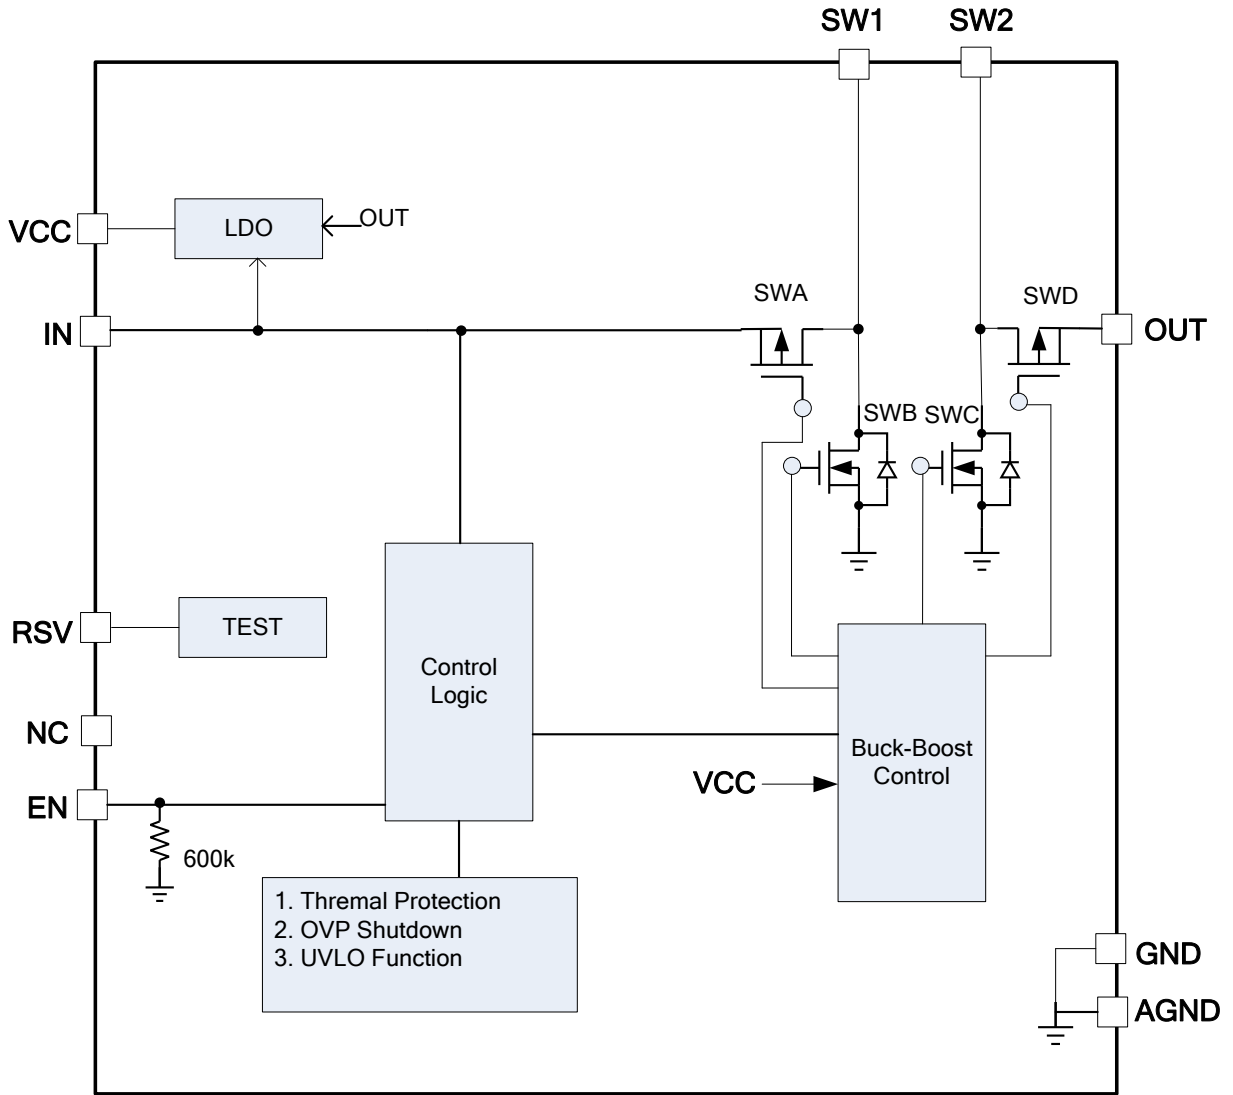 SW1 SW2
VCC
LDO
OUT
IN
SWA
SWD
OUT
SWB SWC
RSV
TEST
Control
Logic
NC
Buck-Boost
Control
VCC
EN
600k
1. Thremal Protection
2. OVP Shutdown
3. UVLO Function
GND
AGND